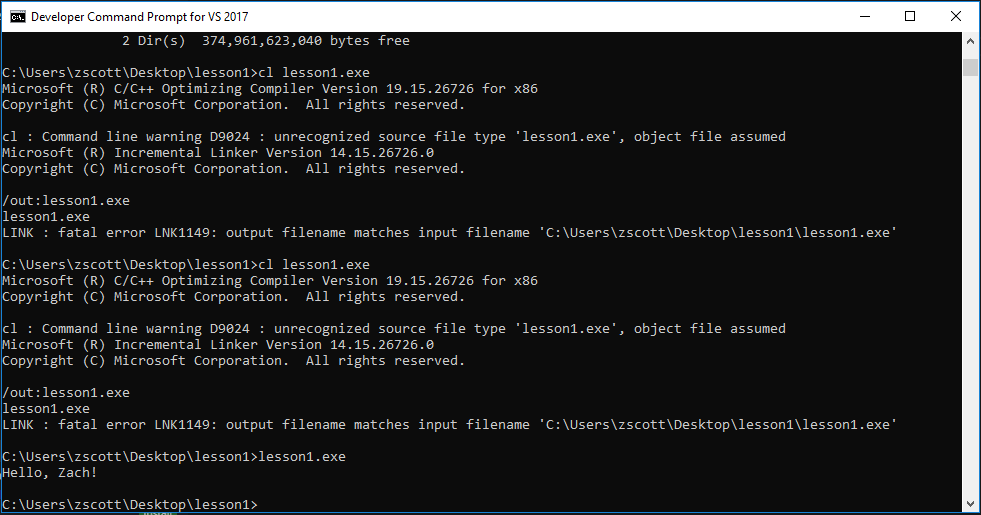 Developer Command Prompt for VS 2017
2 Dir(s)  374,961,623,040 bytes free
C:\Users\zscott\Desktop\lesson1>cl lesson1.exe
Microsoft (R) C/C++ Optimizing Compiler Version 19.15.26726 for x86
Copyright (C) Microsoft Corporation.  All rights reserved.
cl : Command line warning D9024 : unrecognized source file type 'lesson1.exe', object file assumed
Microsoft (R) Incremental Linker Version 14.15.26726.0
Copyright (C) Microsoft Corporation.  All rights reserved.
/out:lesson1.exe
lesson1.exe
LINK : fatal error LNK1149: output filename matches input filename 'C:\Users\zscott\Desktop\lesson1\lesson1.exe'
C:\Users\zscott\Desktop\lesson1>cl lesson1.exe
Microsoft (R) C/C++ Optimizing Compiler Version 19.15.26726 for x86
Copyright (C) Microsoft Corporation.  All rights reserved.
cl : Command line warning D9024 : unrecognized source file type 'lesson1.exe', object file assumed
Microsoft (R) Incremental Linker Version 14.15.26726.0
Copyright (C) Microsoft Corporation.  All rights reserved.
/out:lesson1.exe
lesson1.exe
LINK : fatal error LNK1149: output filename matches input filename 'C:\Users\zscott\Desktop\lesson1\lesson1.exe'
C:\Users\zscott\Desktop\lesson1>lesson1.exe
Hello, Zach!
C:\Users\zscott\Desktop\lesson1>